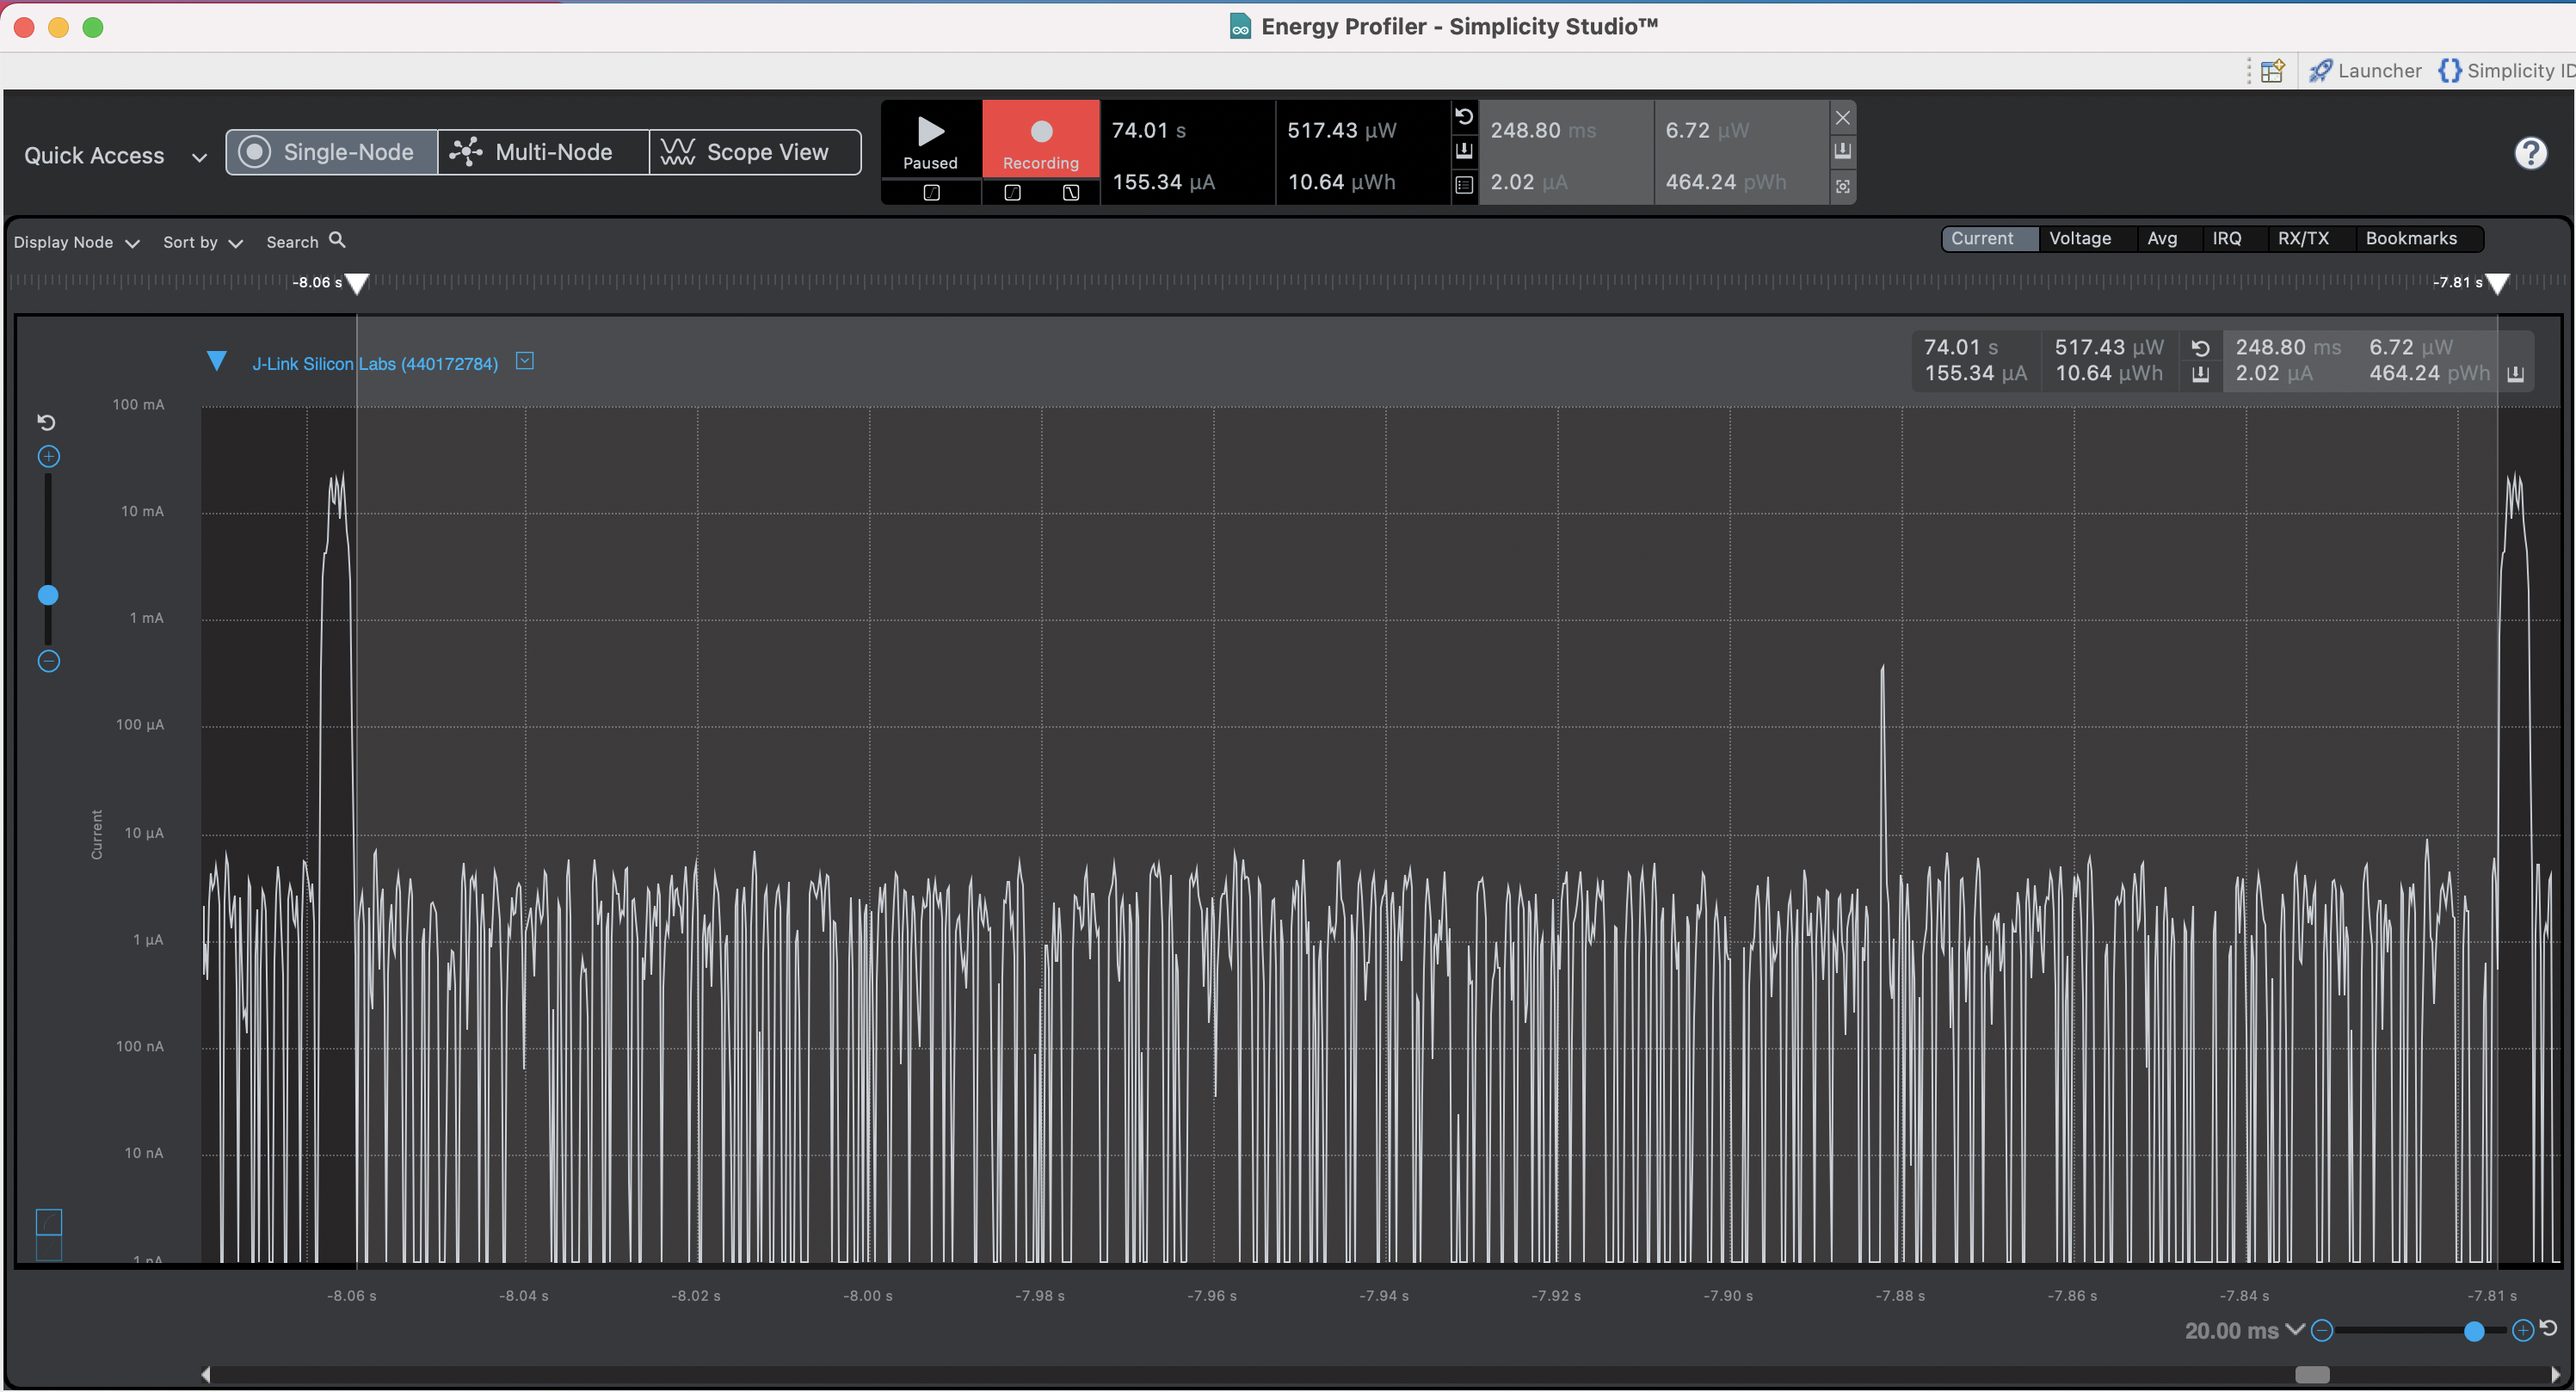 Energy Profiler - Simplicity Studio™
Launcher
Simplicity ID
Quick Access
Single-Node
Multi-Node
Scope View
Paused
Recording
74.01 s
517.43 µW
155.34 µA
10.64 µWh
248.80 ms
6.72 µW
2.02 µA
464.24 pWh
?
Display Node
Sort by
Search
Current
Voltage
Avg
IRQ
RX/TX
Bookmarks
-8.06 s
-7.81 s
J-Link Silicon Labs (440172784)
74.01 s
517.43 µW
248.80 ms
6.72 µW
155.34 µA
10.64 µWh
2.02 µA
464.24 pWh
100 mA
10 mA
1 mA
100 µA
10 µA
1 µA
100 nA
10 nA
1 nA
Current
-8.06 s
-8.04 s
-8.02 s
-8.00 s
-7.98 s
-7.96 s
-7.94 s
-7.92 s
-7.90 s
-7.88 s
-7.86 s
-7.84 s
-7.81 s
20.00 ms